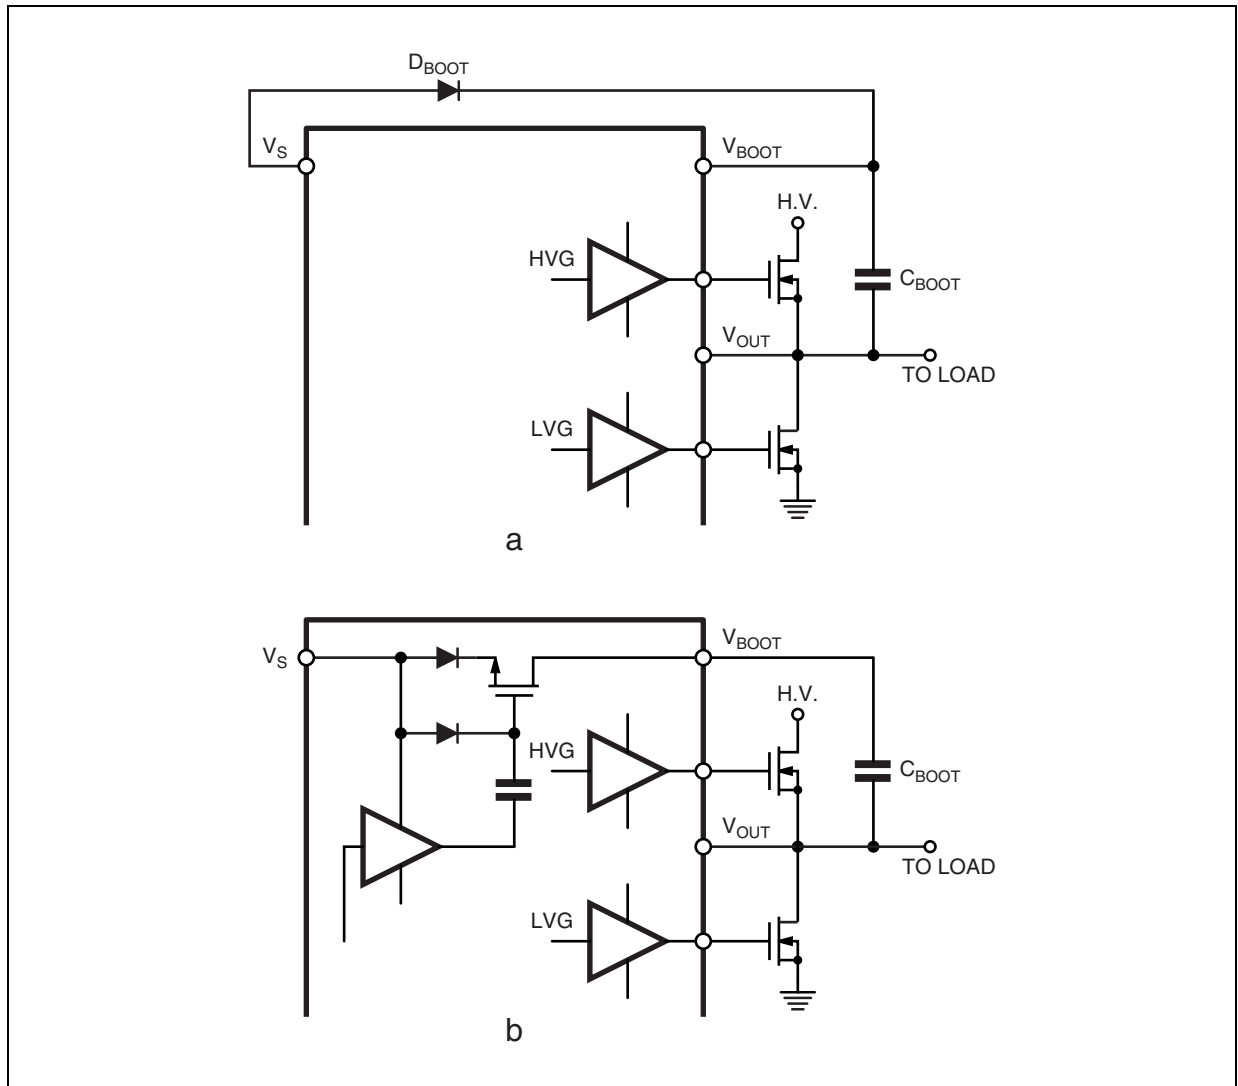 DBOOT
VS
VBOOT
H.V.
HVG
CBOOT
VOUT
TO LOAD
LVG
a
VS
VBOOT
H.V.
HVG
CBOOT
VOUT
TO LOAD
LVG
b